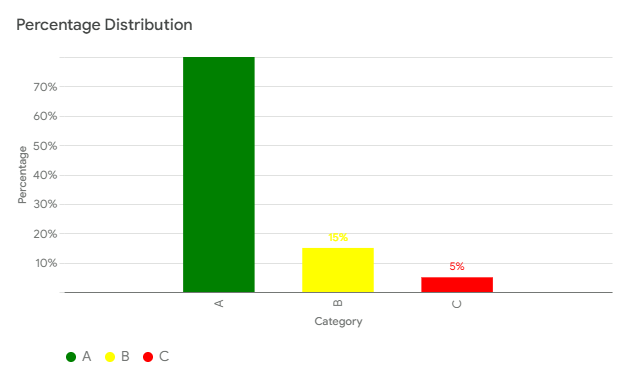 Percentage Distribution
70%
60%
50%
40%
30%
20%
10%
Percentage
15%
5%
A
B
C
Category
A
B
C